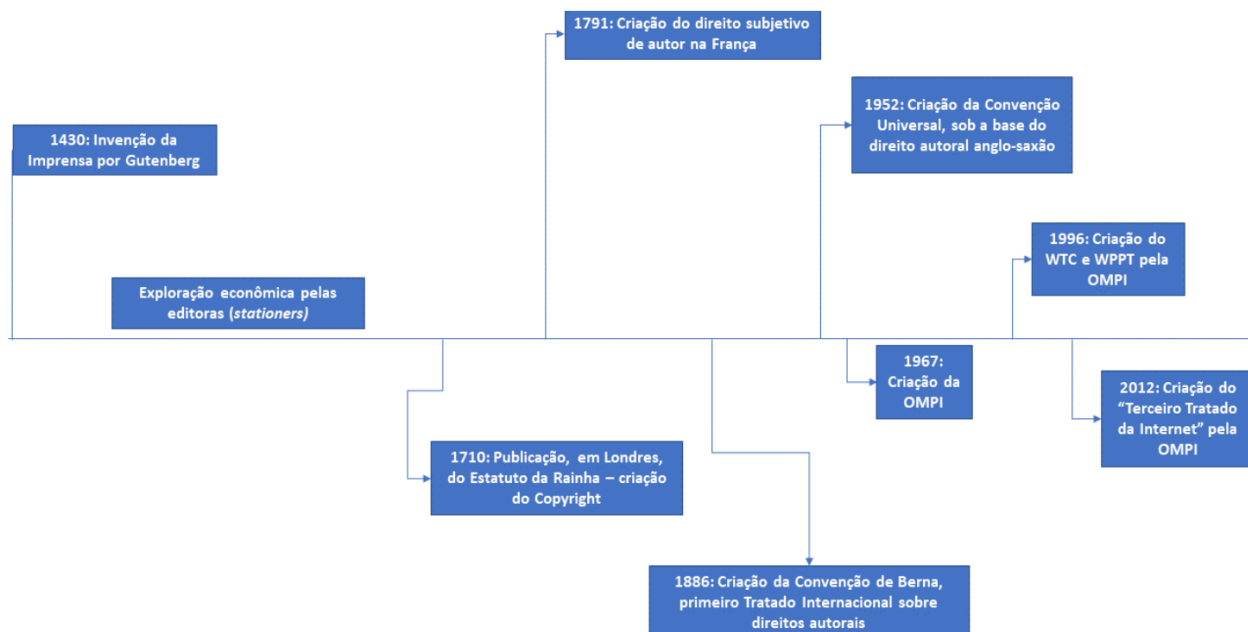 1791: Criação do direito subjetivo
de autor na França
1952: Criação da Convenção
Universal, sob a base do
direito autoral anglo-saxão
1430: Invenção da
Imprensa por Gutenberg
1996: Criação do
WTC e WPPT pela
OMPI
Exploração econômica pelas
editoras (stationers)
1967:
Criação da
OMPI
2012: Criação do
“Terceiro Tratado
da Internet” pela
OMPI
1710: Publicação, em Londres,
do Estatuto da Rainha – criação
do Copyright
1886: Criação da Convenção de Berna,
primeiro Tratado Internacional sobre
direitos autorais